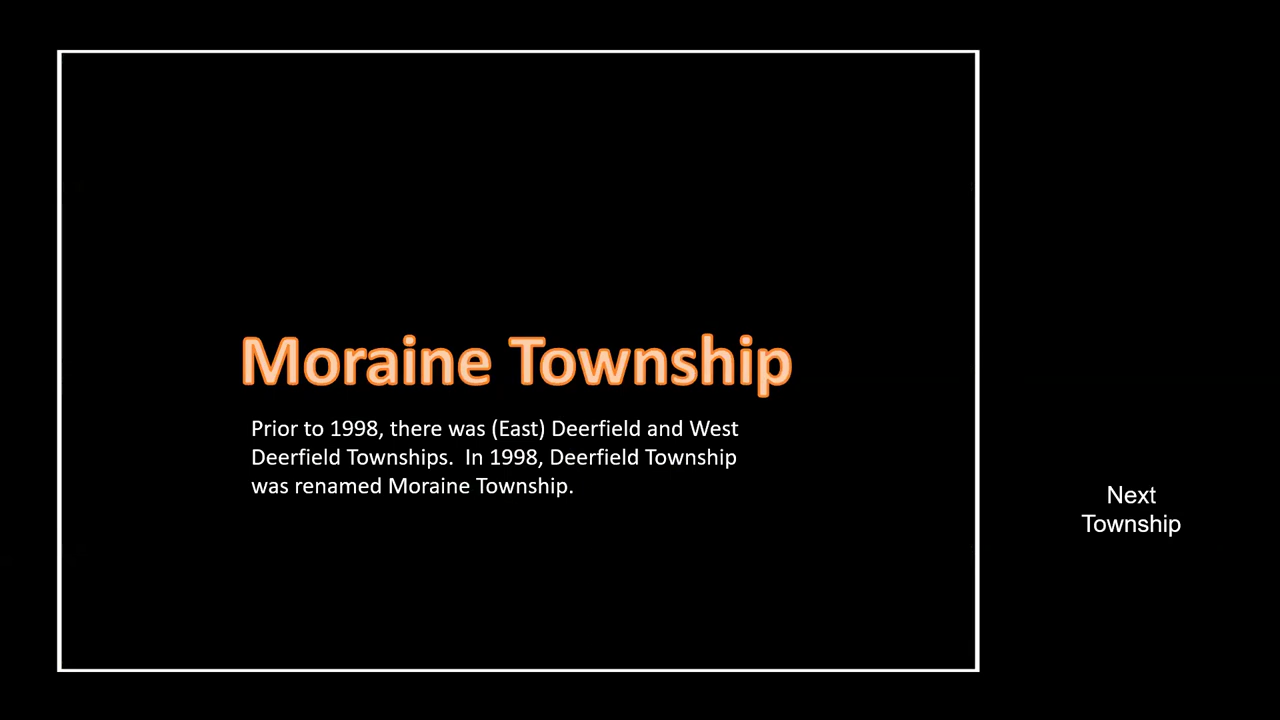 Moraine Township
Prior to 1998, there was (East) Deerfield and West
Deerfield Townships.  In 1998, Deerfield Township
was renamed Moraine Township.
Next
Township